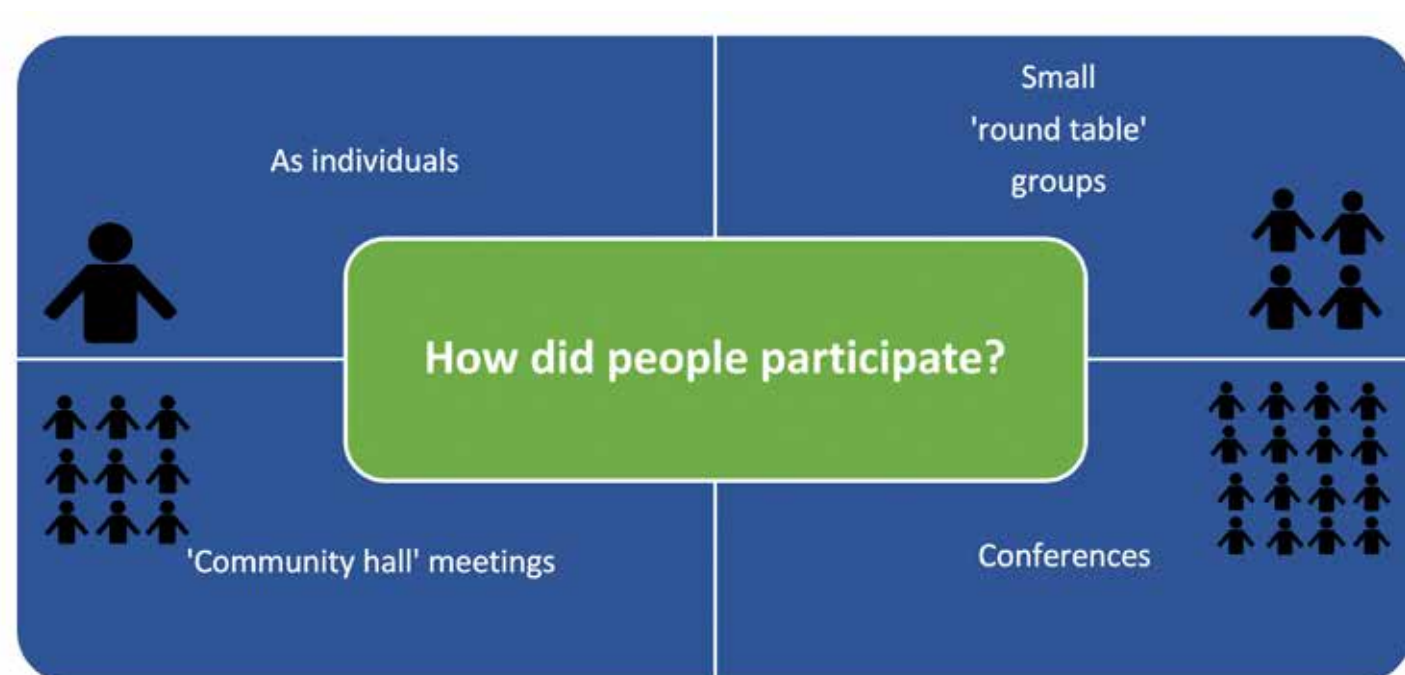 As individuals
Small
'round table'
groups
How did people participate?
'Community hall' meetings
Conferences